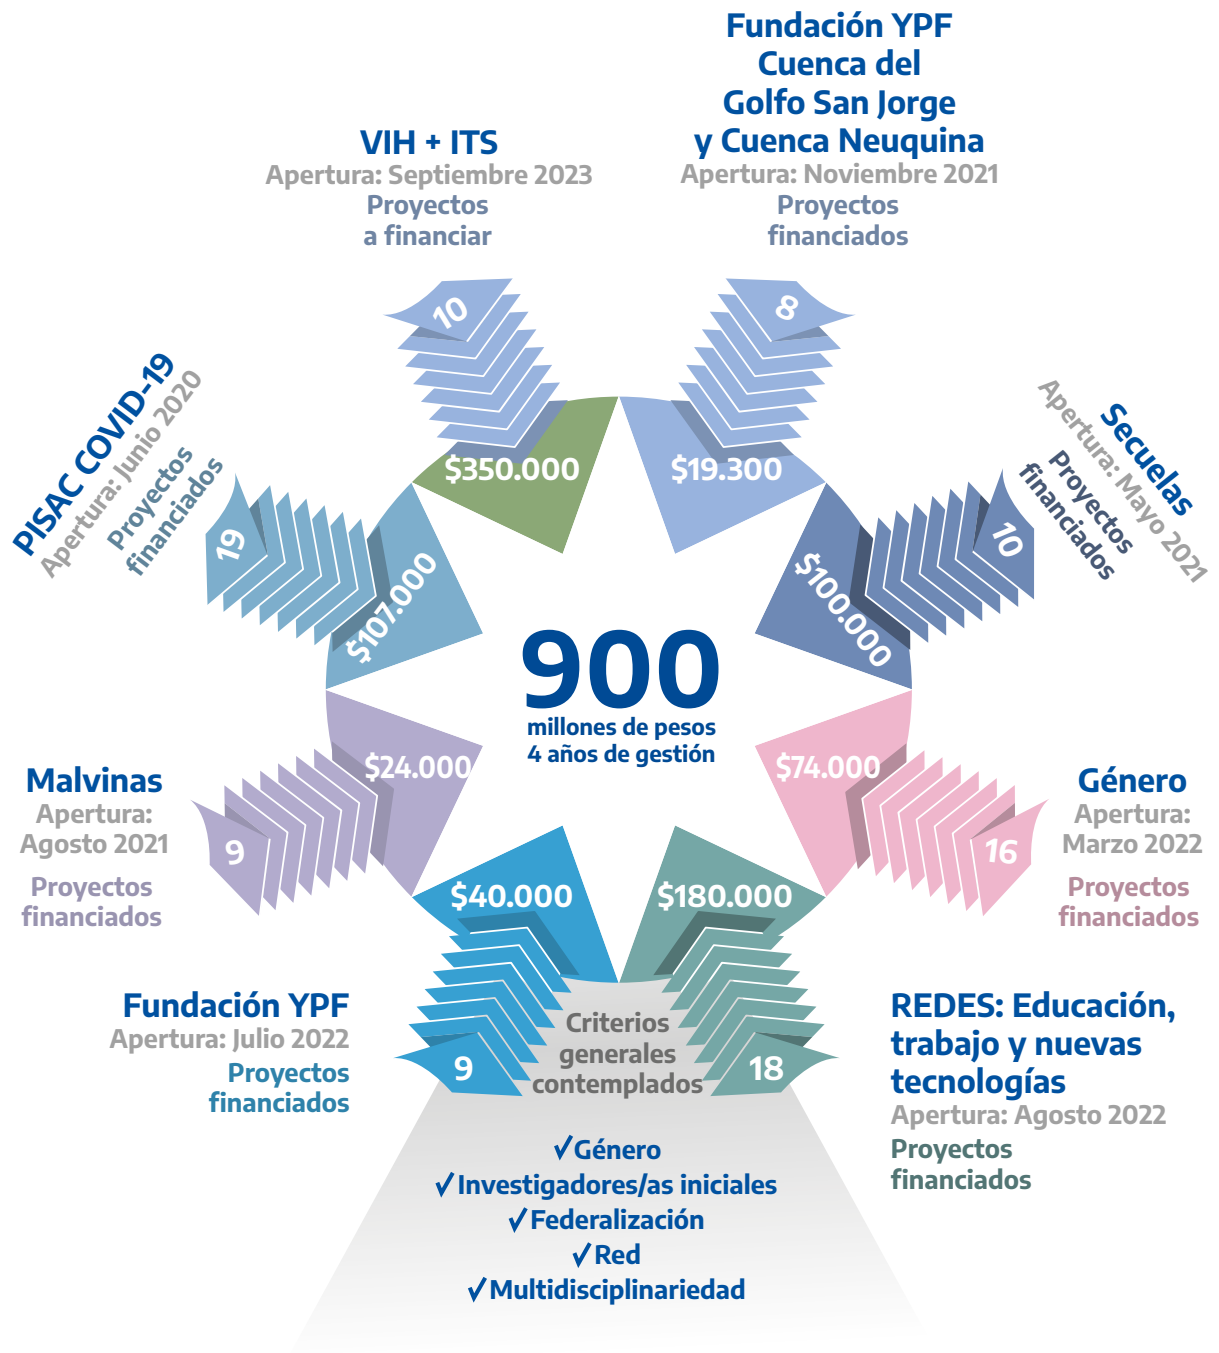 Fundación YPF
Cuenca del
Golfo San Jorge
y Cuenca Neuquina
Apertura: Noviembre 2021
Proyectos
financiados
8
$19.300
VIH + ITS
Apertura: Septiembre 2023
Proyectos
a financiar
10
$350.000
PISAC COVID-19
Apertura: Junio 2020
Proyectos
financiados
19
$107.000
Secuelas
Apertura: Mayo 2021
Proyectos
financiados
10
$100.000
900
millones de pesos
4 años de gestión
Malvinas
Apertura:
Agosto 2021
Proyectos
financiados
9
$24.000
Género
Apertura:
Marzo 2022
Proyectos
financiados
16
$74.000
Fundación YPF
Apertura: Julio 2022
Proyectos
financiados
9
$40.000
REDES: Educación,
trabajo y nuevas
tecnologías
Apertura: Agosto 2022
Proyectos
financiados
18
$180.000
Criterios
generales
contemplados
✓Género
✓Investigadores/as iniciales
✓Federalización
✓Red
✓Multidisciplinariedad